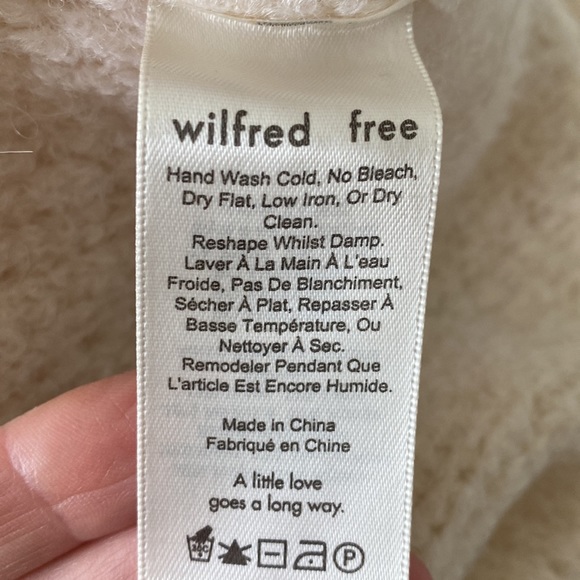 wilfred free
Hand Wash Cold, No Bleach,
Dry Flat, Low Iron, Or Dry
Clean.
Reshape Whilst Damp.
Laver À La Main À L'eau
Froide, Pas De Blanchiment,
Sécher À Plat, Repasser À
Basse Température, Ou
Nettoyer À Sec.
Remodeler Pendant Que
L'article Est Encore Humide.
Made in China
Fabriqué en Chine
A little love
goes a long way.
30C P